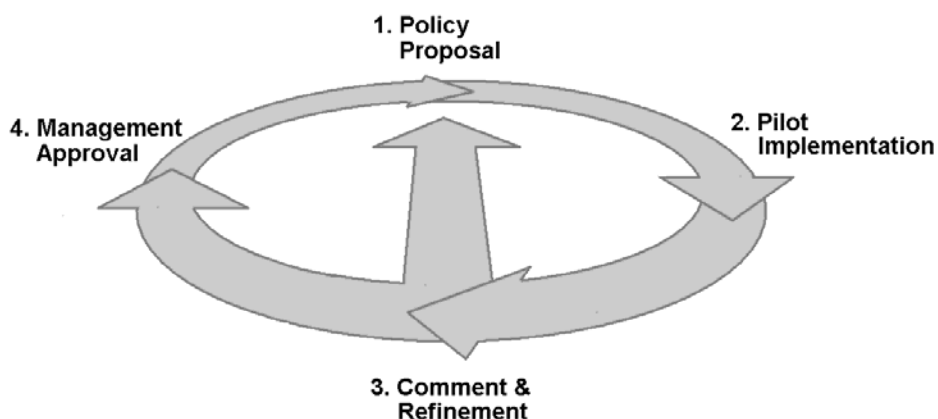 1. Policy
Proposal
2. Pilot
Implementation
3. Comment &
Refinement
4. Management
Approval